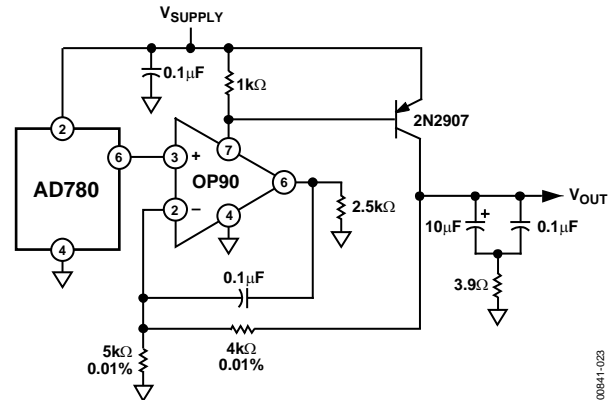 VSUPPLY
0.1μF
1kΩ
2N2907
2
6
3
+
7
AD780
OP90
6
VOUT
2
−
4
2.5kΩ
10μF
+
0.1μF
4
0.1μF
3.9Ω
5kΩ
0.01%
4kΩ
0.01%
00841-023